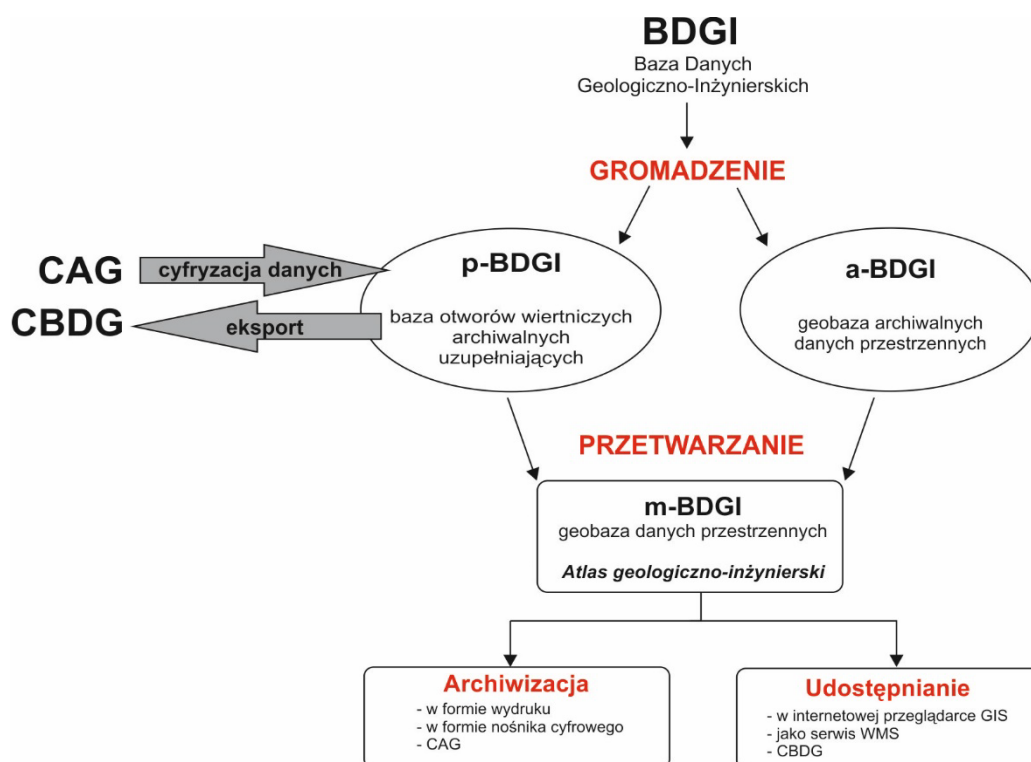 BDGI
Baza Danych
Geologiczno-Inżynierskich
GROMADZENIE
CAG
cyfryzacja danych
CBDG
eksport
p-BDGI
baza otworów wiertniczych
archiwalnych
uzupełniających
a-BDGI
geobaza archiwalnych
danych przestrzennych
PRZETWARZANIE
m-BDGI
geobaza danych przestrzennych
Atlas geologiczno-inżynierski
Archiwizacja
- w formie wydruku
- w formie nośnika cyfrowego
- CAG
Udostępnianie
- w internetowej przeglądarce GIS
- jako serwis WMS
- CBDG